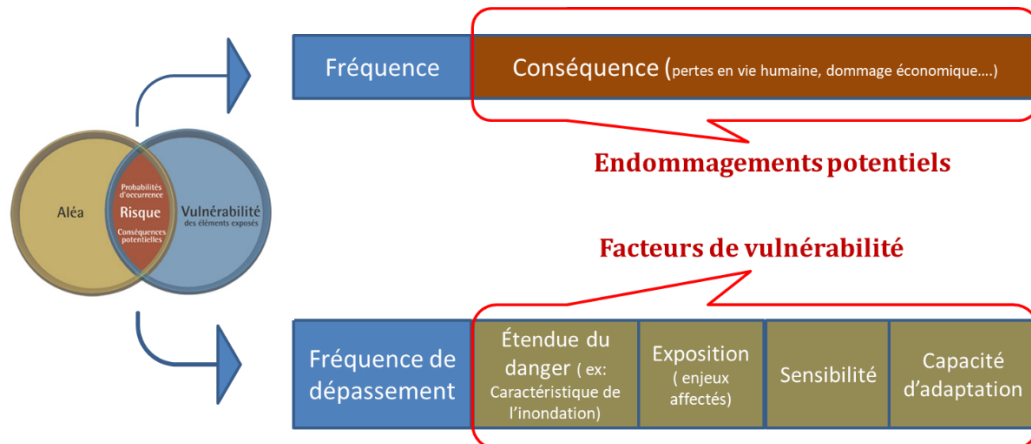 Fréquence
Conséquence (pertes en vie humaine, dommage économique....)
Endommagements potentiels
Aléa
Probabilités
d'occurrence
Risque
Conséquences
potentielles
Vulnérabilité
des éléments exposés
Facteurs de vulnérabilité
Fréquence de
dépassement
Étendue du
danger ( ex:
Caractéristique de
l'inondation)
Exposition
( enjeux
affectés)
Sensibilité
Capacité
d'adaptation